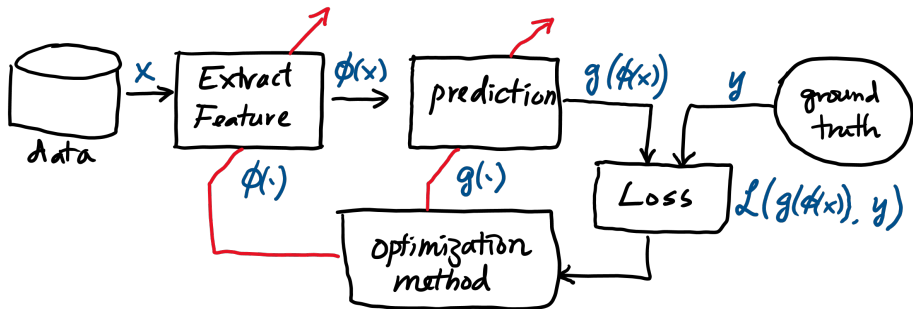 data
x
Extract
Feature
ϕ(·)
ϕ(x)
prediction
g(·)
g(ϕ(x))
y
ground
truth
Loss
L(g(ϕ(x)), y)
optimization
method